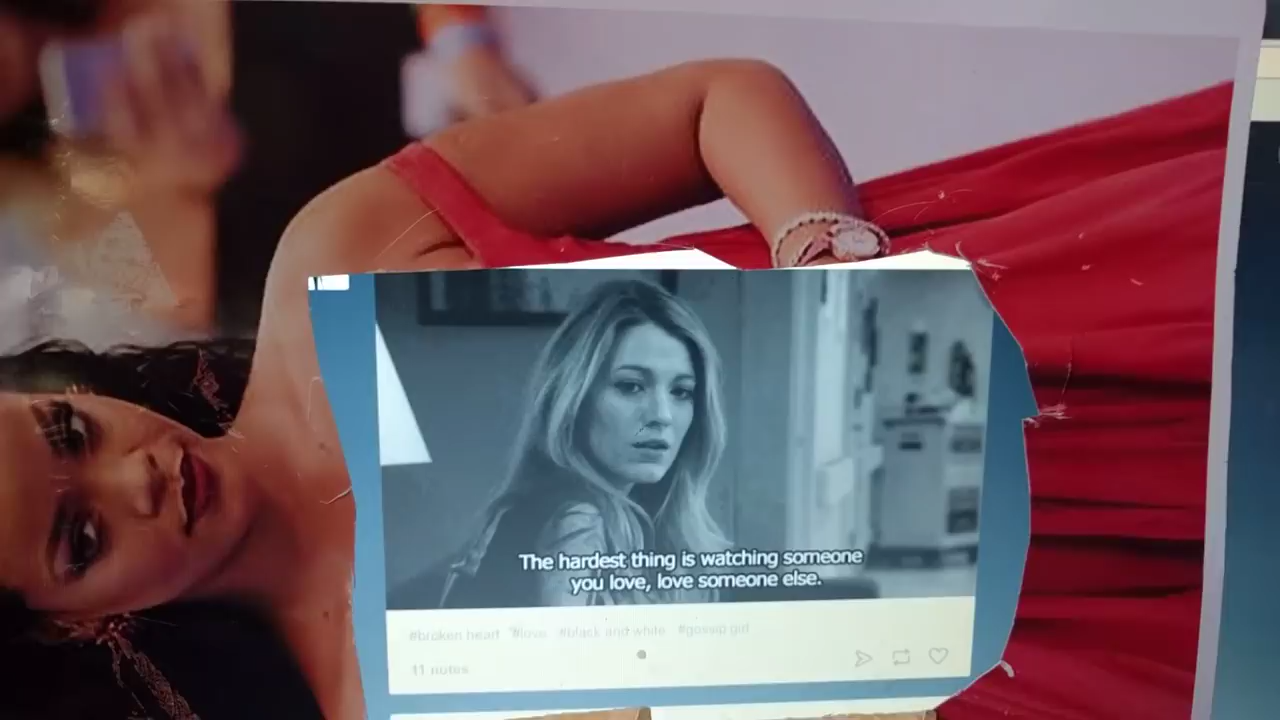 The hardest thing is watching someone
you love, love someone else.
#broken heart #love #black and white #gossip girl
11 notes